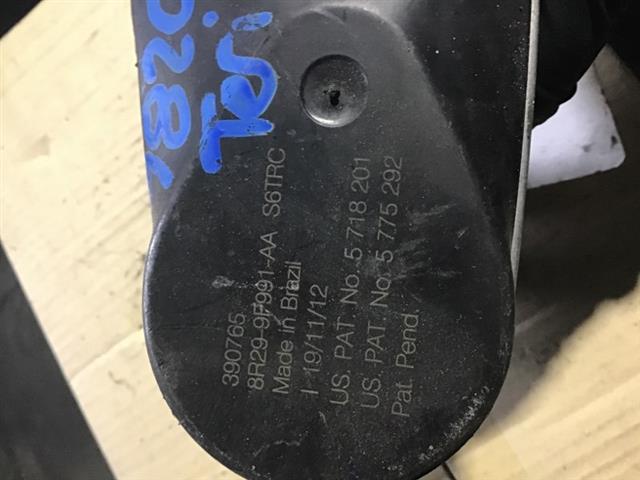 1820
390765
8R29-9F991-AA S6TRC
Made in Brazil
I 19/11/12
US. PAT No. 5 718 201
US. PAT. No. 5 775 292
Pat. Pend.